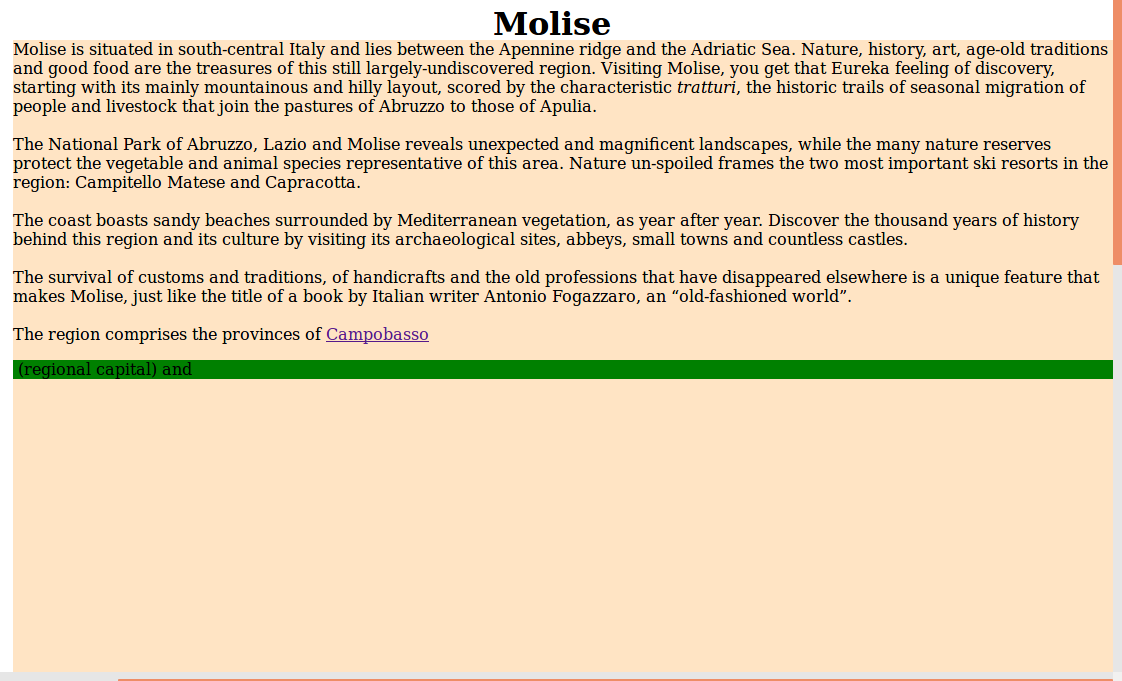 Molise
Molise is situated in south-central Italy and lies between the Apennine ridge and the Adriatic Sea. Nature, history, art, age-old traditions
and good food are the treasures of this still largely-undiscovered region. Visiting Molise, you get that Eureka feeling of discovery,
starting with its mainly mountainous and hilly layout, scored by the characteristic tratturi, the historic trails of seasonal migration of
people and livestock that join the pastures of Abruzzo to those of Apulia.
The National Park of Abruzzo, Lazio and Molise reveals unexpected and magnificent landscapes, while the many nature reserves
protect the vegetable and animal species representative of this area. Nature un-spoiled frames the two most important ski resorts in the
region: Campitello Matese and Capracotta.
The coast boasts sandy beaches surrounded by Mediterranean vegetation, as year after year. Discover the thousand years of history
behind this region and its culture by visiting its archaeological sites, abbeys, small towns and countless castles.
The survival of customs and traditions, of handicrafts and the old professions that have disappeared elsewhere is a unique feature that
makes Molise, just like the title of a book by Italian writer Antonio Fogazzaro, an “old-fashioned world”.
The region comprises the provinces of Campobasso
(regional capital) and